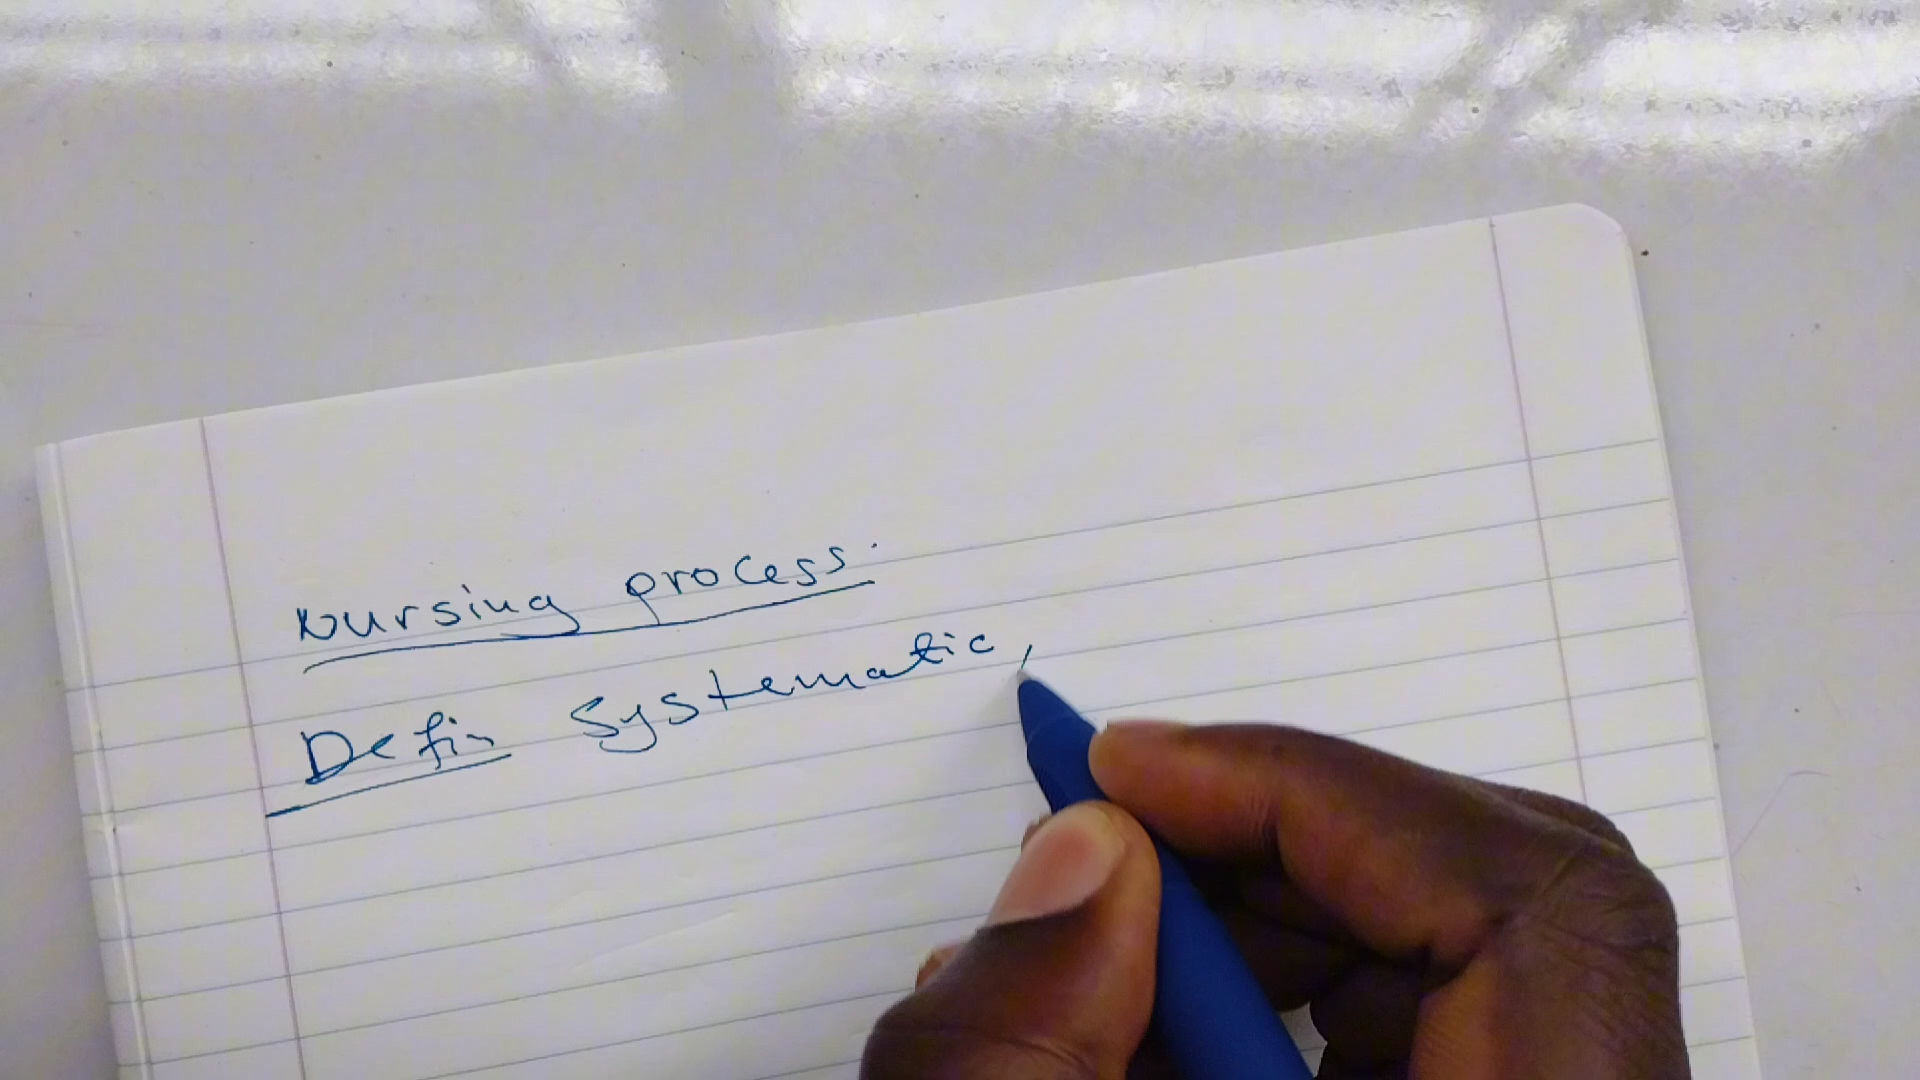 Nursing process.
Defin Systematic,